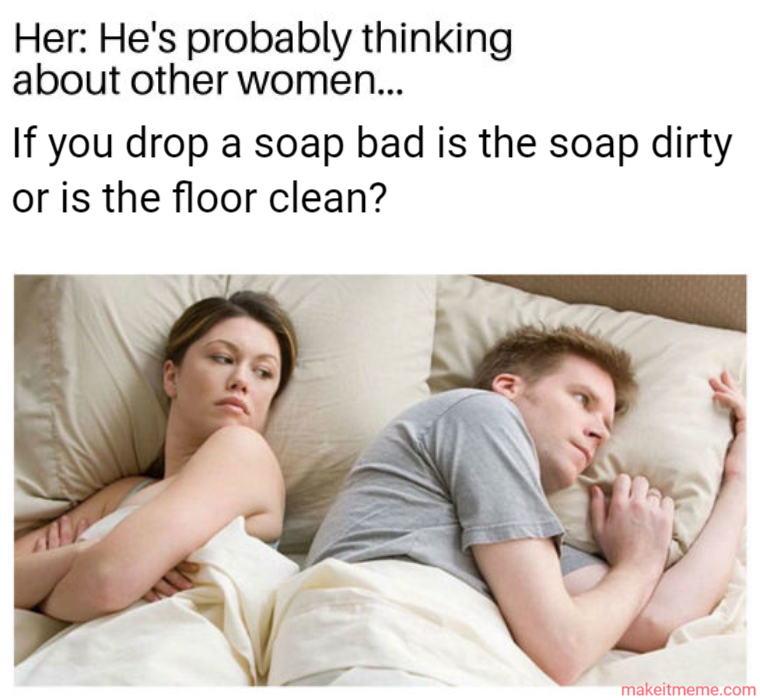 Her: He's probably thinking
about other women...
If you drop a soap bad is the soap dirty
or is the floor clean?
makeitmeme.com